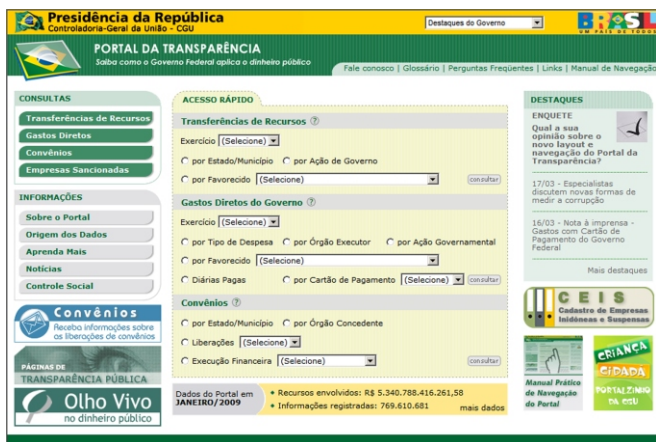 Presidência da República
Controladoria-Geral da União - CGU
Destaques do Governo
BRASIL
UM PAÍS DE TODOS
PORTAL DA TRANSPARÊNCIA
Saiba como o Governo Federal aplica o dinheiro público
Fale conosco | Glossário | Perguntas Freqüentes | Links | Manual de Navegação
CONSULTAS
Transferências de Recursos
Gastos Diretos
Convênios
Empresas Sancionadas
INFORMAÇÕES
Sobre o Portal
Origem dos Dados
Aprenda Mais
Notícias
Controle Social
Convênios
Receba informações sobre
as liberações de convênios
PÁGINAS DE
TRANSPARÊNCIA PÚBLICA
Olho Vivo
no dinheiro público
ACESSO RÁPIDO
Transferências de Recursos ?
Exercício (Selecione)
por Estado/Município por Ação de Governo
por Favorecido (Selecione) consultar
Gastos Diretos do Governo ?
Exercício (Selecione)
por Tipo de Despesa por Órgão Executor por Ação Governamental
por Favorecido (Selecione)
Diárias Pagas por Cartão de Pagamento (Selecione) consultar
Convênios ?
por Estado/Município por Órgão Concedente
Liberações (Selecione)
Execução Financeira (Selecione) consultar
Dados do Portal em
JANEIRO/2009
Recursos envolvidos: R$ 5.340.788.416.261,58
Informações registradas: 769.610.681
mais dados
DESTAQUES
ENQUETE
Qual a sua
opinião sobre o
novo layout e
navegação do Portal da
Transparência?
17/03 - Especialistas
discutem novas formas de
medir a corrupção
16/03 - Nota à imprensa -
Gastos com Cartão de
Pagamento do Governo
Federal
Mais destaques
CEIS
Cadastro de Empresas
Inidôneas e Suspensas
Manual Prático
de Navegação
do Portal
CRIANÇA
CIDADÃ
PORTALZINHO
DA CGU